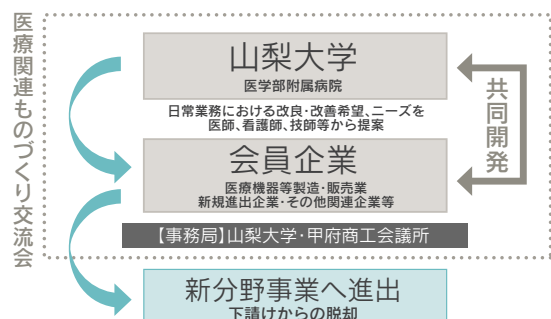 医療関連ものづくり交流会
山梨大学
医学部附属病院
日常業務における改良・改善希望、ニーズを
医師、看護師、技師等から提案
共同開発
会員企業
医療機器等製造・販売業
新規進出企業・その他関連企業等
【事務局】山梨大学・甲府商工会議所
新分野事業へ進出
下請けからの脱却